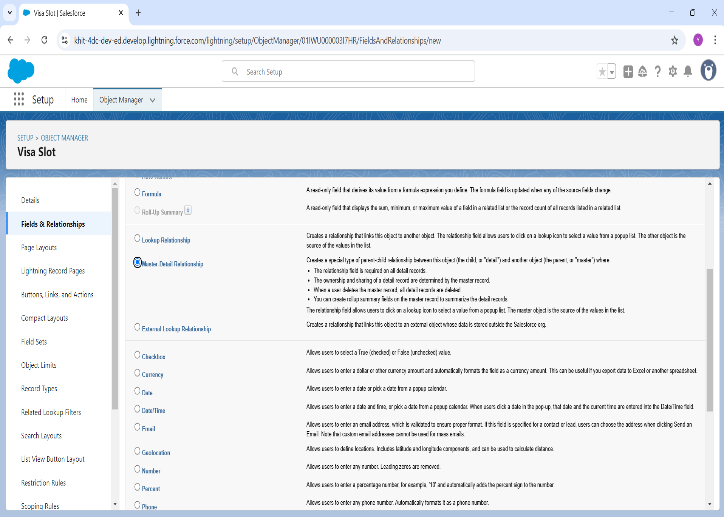 Visa Slot | Salesforce
khit-4dc-dev-ed.develop.lightning.force.com/lightning/setup/ObjectManager/01IWU000003I7HR/FieldsAndRelationships/new
Y
Search Setup
Setup
Home
Object Manager
SETUP > OBJECT MANAGER
Visa Slot
Details
Fields & Relationships
Page Layouts
Lightning Record Pages
Buttons, Links, and Actions
Compact Layouts
Field Sets
Object Limits
Record Types
Related Lookup Filters
Search Layouts
List View Button Layout
Restriction Rules
Scoping Rules
Formula
A read-only field that derives its value from a formula expression you define. The formula field is updated when any of the source fields change.
Roll-Up Summary
A read-only field that displays the sum, minimum, or maximum value of a field in a related list or the record count of all records listed in a related list.
Lookup Relationship
Creates a relationship that links this object to another object. The relationship field allows users to click on a lookup icon to select a value from a popup list. The other object is the
source of the values in the list.
Master-Detail Relationship
Creates a special type of parent-child relationship between this object (the child, or "detail") and another object (the parent, or "master") where:
• The relationship field is required on all detail records.
• The ownership and sharing of a detail record are determined by the master record.
• When a user deletes the master record, all detail records are deleted.
• You can create rollup summary fields on the master record to summarize the detail records.
The relationship field allows users to click on a lookup icon to select a value from a popup list. The master object is the source of the values in the list.
External Lookup Relationship
Creates a relationship that links this object to an external object whose data is stored outside the Salesforce org.
Checkbox
Allows users to select a True (checked) or False (unchecked) value.
Currency
Allows users to enter a dollar or other currency amount and automatically formats the field as a currency amount. This can be useful if you export data to Excel or another spreadsheet.
Date
Allows users to enter a date or pick a date from a popup calendar.
Date/Time
Allows users to enter a date and time, or pick a date from a popup calendar. When users click a date in the pop-up, that date and the current time are entered into the Date/Time field.
Email
Allows users to enter an email address, which is validated to ensure proper format. If this field is specified for a contact or lead, users can choose the address when clicking Send an
Email. Note that custom email addresses cannot be used for mass emails.
Geolocation
Allows users to define locations. Includes latitude and longitude components, and can be used to calculate distance.
Number
Allows users to enter any number. Leading zeros are removed.
Percent
Allows users to enter a percentage number, for example, '10' and automatically adds the percent sign to the number.
Phone
Allows users to enter any phone number. Automatically formats it as a phone number.